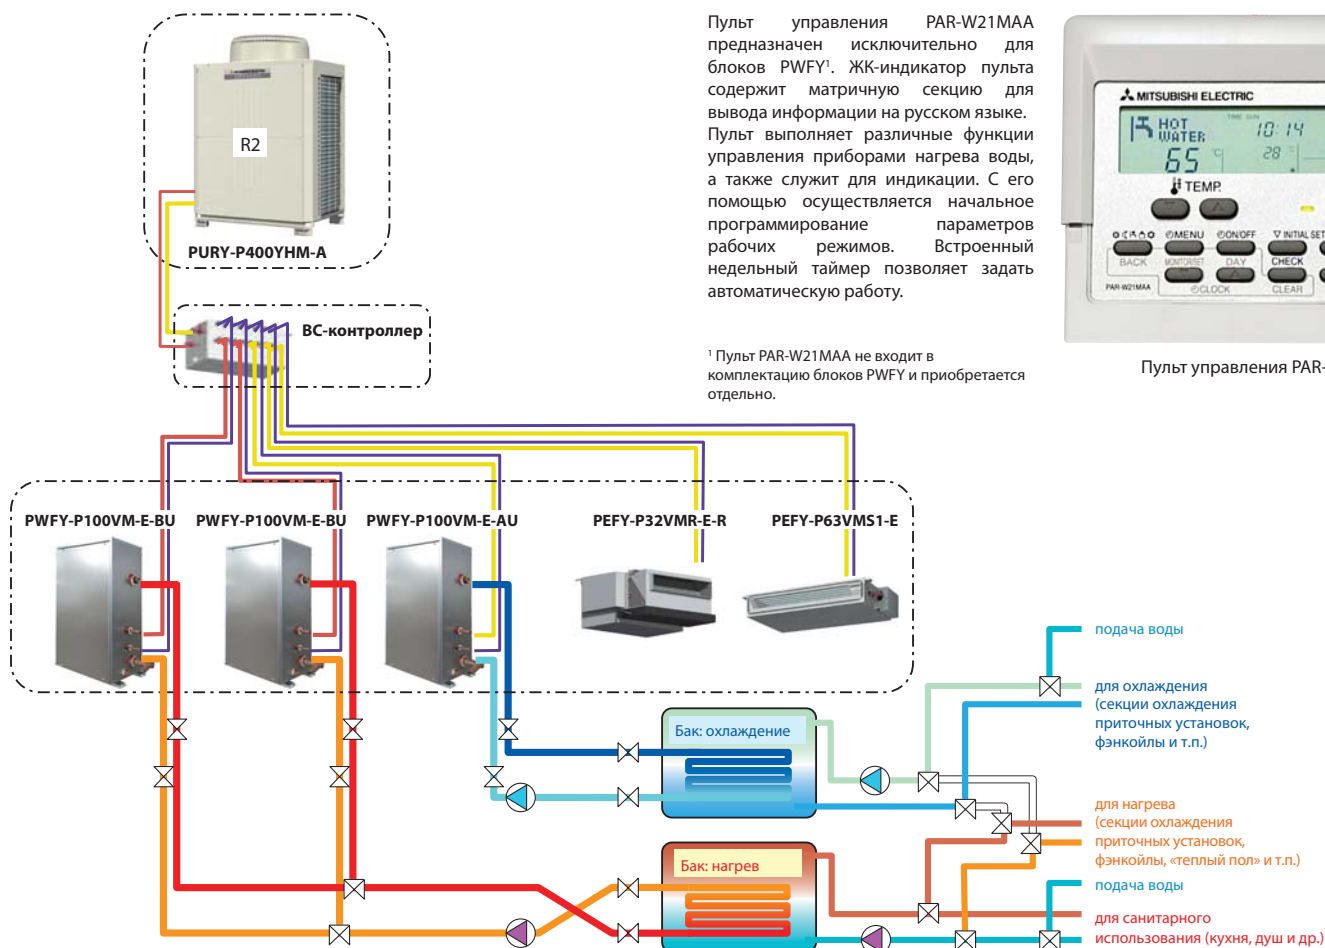 R2
PURY-P400YHM-A
BC-контроллер
Пульт управления PAR-W21MAA
предназначен исключительно для
блоков PWFY¹. ЖК-индикатор пульта
содержит матричную секцию для
вывода информации на русском языке.
Пульт выполняет различные функции
управления приборами нагрева воды,
а также служит для индикации. С его
помощью осуществляется начальное
программирование параметров
рабочих режимов. Встроенный
недельный таймер позволяет задать
автоматическую работу.
¹ Пульт PAR-W21MAA не входит в
комплектацию блоков PWFY и приобретается
отдельно.
MITSUBISHI ELECTRIC
TIME SUN
HOT 10:14
WATER
65 °C 28 °C
TEMP.
MENU ON/OFF INITIAL SET
BACK MONITOR/SET DAY CHECK
PAR-W21MAA CLOCK CLEAR
Пульт управления PAR-
PWFY-P100VM-E-BU PWFY-P100VM-E-BU PWFY-P100VM-E-AU PEFY-P32VMR-E-R PEFY-P63VMS1-E
Бак: охлаждение
Бак: нагрев
подача воды
для охлаждения
(секции охлаждения
приточных установок,
фэнкойлы и т.п.)
для нагрева
(секции охлаждения
приточных установок,
фэнкойлы, «теплый пол» и т.п.)
подача воды
для санитарного
использования (кухня, душ и др.)